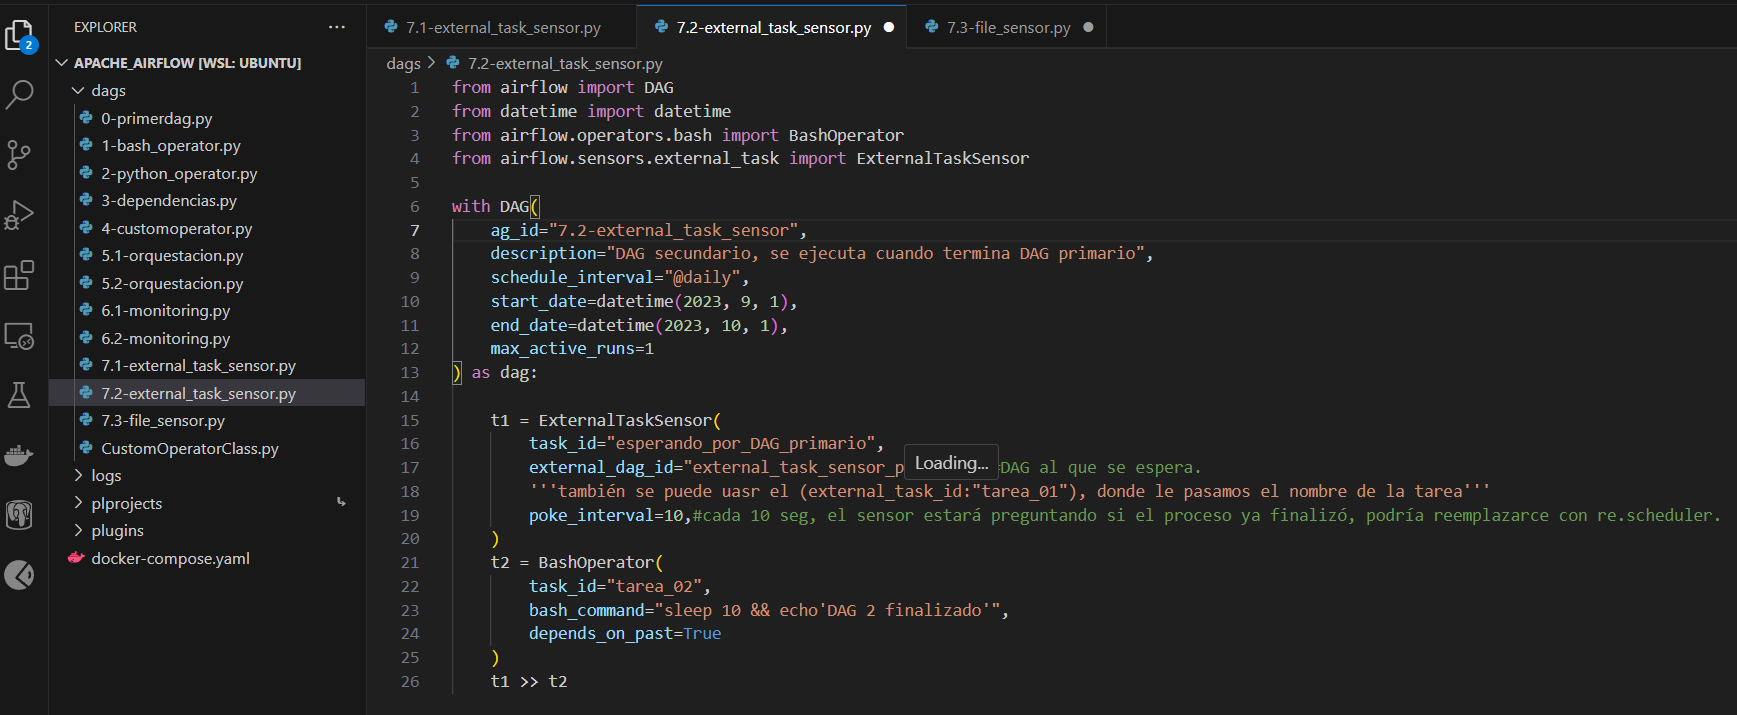 EXPLORER
...
7.1-external_task_sensor.py
7.2-external_task_sensor.py
7.3-file_sensor.py
2
APACHE_AIRFLOW [WSL: UBUNTU]
dags
0-primerdag.py
1-bash_operator.py
2-python_operator.py
3-dependencias.py
4-customoperator.py
5.1-orquestacion.py
5.2-orquestacion.py
6.1-monitoring.py
6.2-monitoring.py
7.1-external_task_sensor.py
7.2-external_task_sensor.py
7.3-file_sensor.py
CustomOperatorClass.py
logs
plprojects
plugins
docker-compose.yaml
dags > 7.2-external_task_sensor.py
1 from airflow import DAG
2 from datetime import datetime
3 from airflow.operators.bash import BashOperator
4 from airflow.sensors.external_task import ExternalTaskSensor
5
6 with DAG(
7 ag_id="7.2-external_task_sensor",
8 description="DAG secundario, se ejecuta cuando termina DAG primario",
9 schedule_interval="@daily",
10 start_date=datetime(2023, 9, 1),
11 end_date=datetime(2023, 10, 1),
12 max_active_runs=1
13 ) as dag:
14
15 t1 = ExternalTaskSensor(
16 task_id="esperando_por_DAG_primario",
17 external_dag_id="external_task_sensor_p Loading... DAG al que se espera.
18 '''también se puede uasr el (external_task_id:"tarea_01"), donde le pasamos el nombre de la tarea'''
19 poke_interval=10,#cada 10 seg, el sensor estará preguntando si el proceso ya finalizó, podría reemplazarce con re.scheduler.
20 )
21 t2 = BashOperator(
22 task_id="tarea_02",
23 bash_command="sleep 10 && echo'DAG 2 finalizado'",
24 depends_on_past=True
25 )
26 t1 >> t2